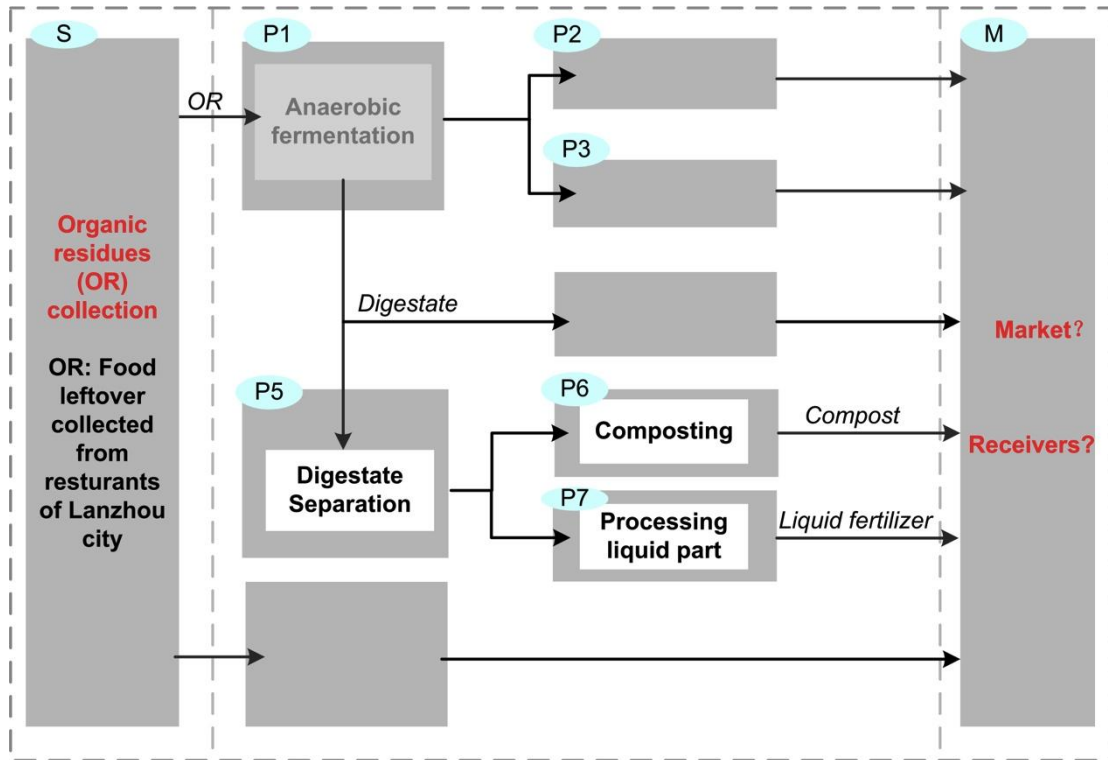 S
P1
P2
M
OR
Anaerobic
fermentation
P3
Organic
residues
(OR)
collection
OR: Food
leftover
collected
from
resturants
of Lanzhou
city
Digestate
Market?
P5
P6
Composting
Compost
Receivers?
Digestate
Separation
P7
Processing
liquid part
Liquid fertilizer